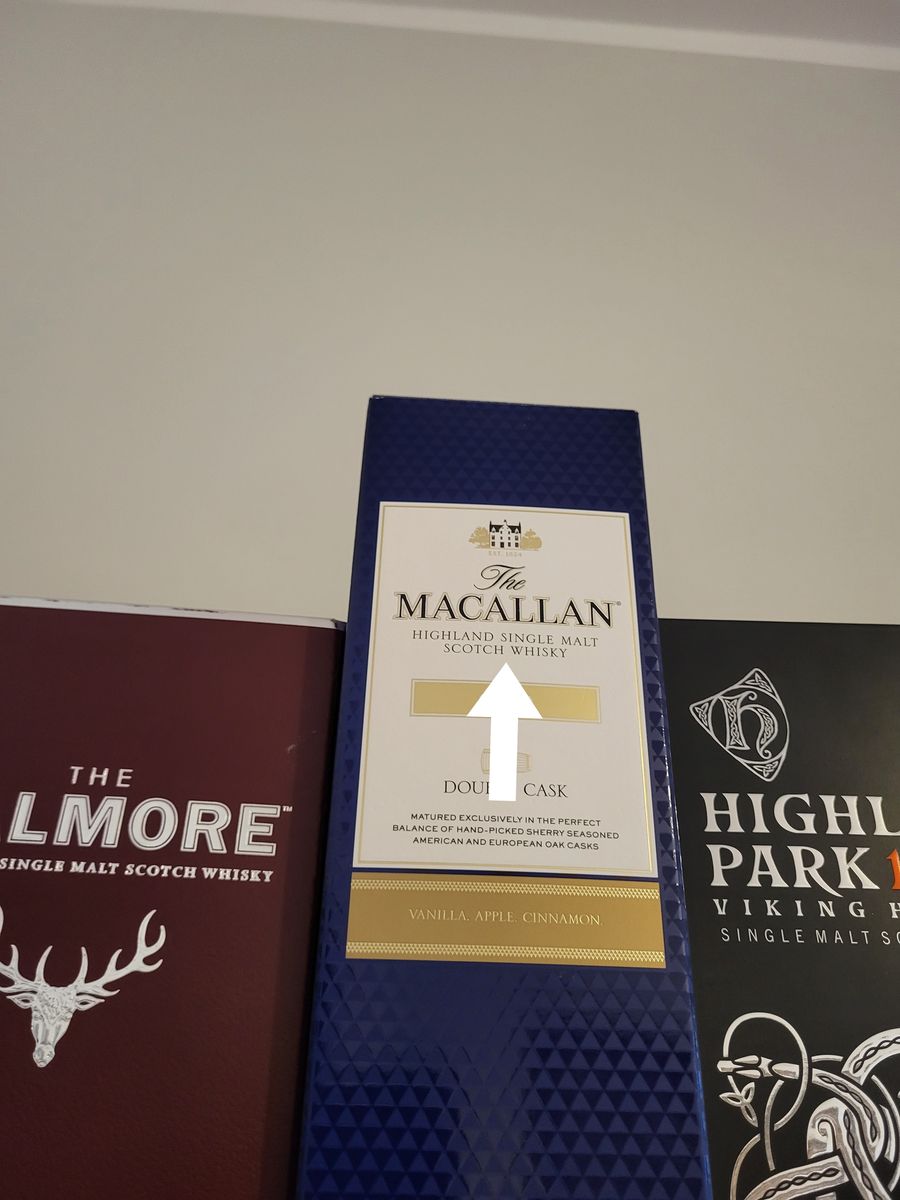 EST. 1824
The
MACALLAN®
HIGHLAND SINGLE MALT
SCOTCH WHISKY
CASK
MATURED EXCLUSIVELY IN THE PERFECT
BALANCE OF HAND-PICKED SHERRY SEASONED
AMERICAN AND EUROPEAN OAK CASKS
VANILLA. APPLE. CINNAMON.
THE
ALMORE™
SINGLE MALT SCOTCH WHISKY
HIGHL
PARK 1
VIKING H
SINGLE MALT SC